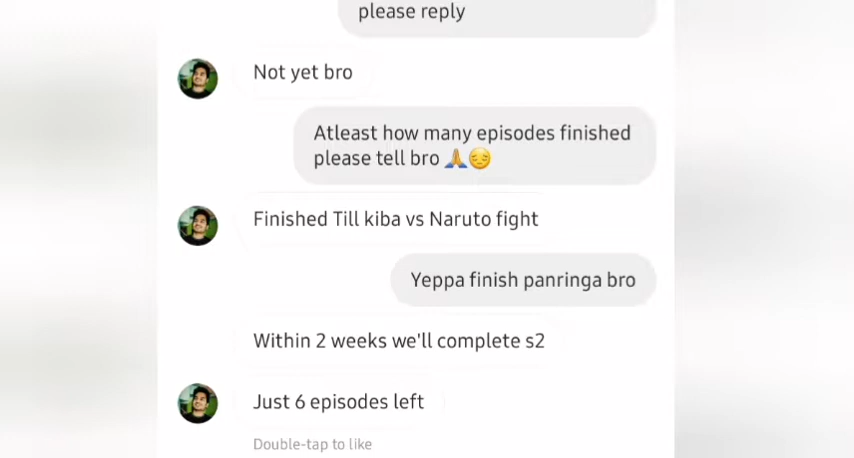 please reply
Not yet bro
Atleast how many episodes finished
please tell bro 🙏😔
Finished Till kiba vs Naruto fight
Yeppa finish panringa bro
Within 2 weeks we'll complete s2
Just 6 episodes left
Double-tap to like